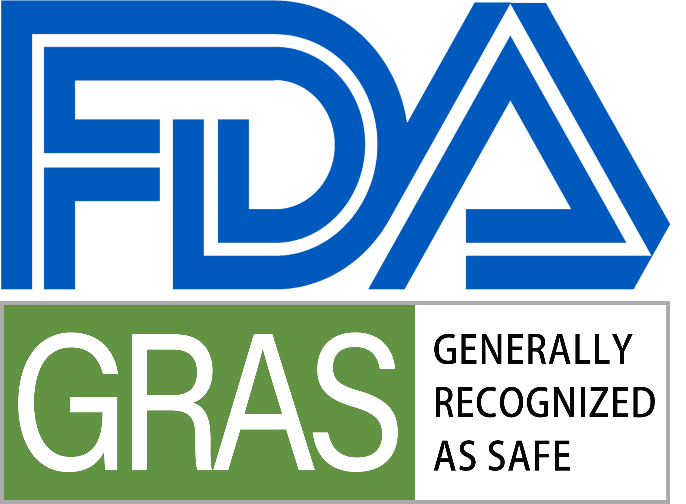 FDA
GRAS
GENERALLY
RECOGNIZED
AS SAFE